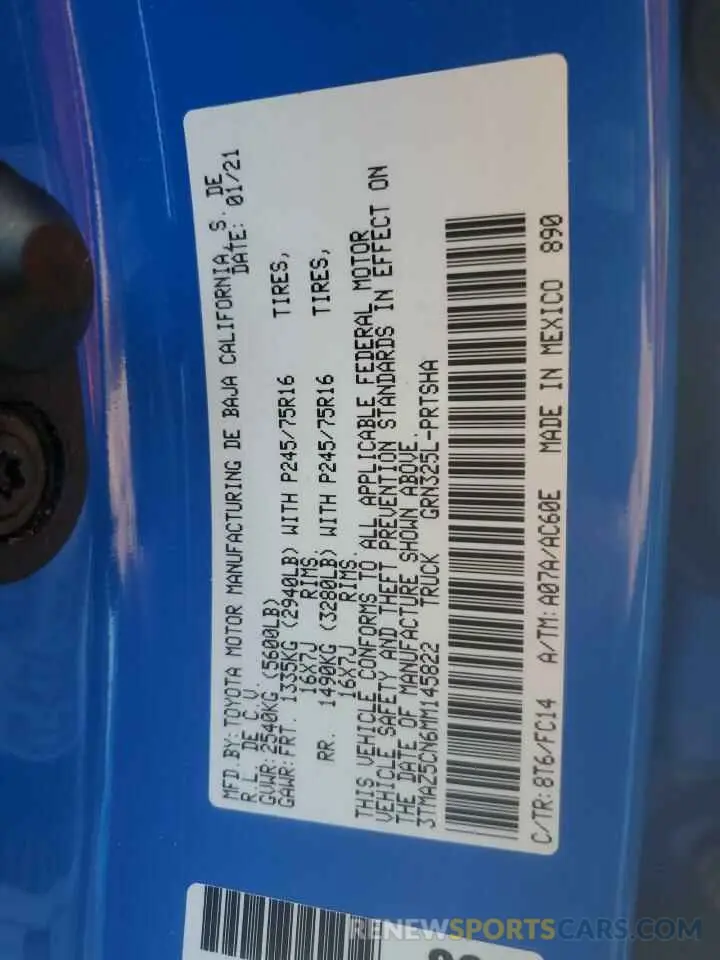 MFD.BY:TOYOTA MOTOR MANUFACTURING DE BAJA CALIFORNIA, S. DE
R.L. DE C.V. DATE: 01/21
GVWR:2540KG (5600LB)
GAWR:FRT. 1335KG (2940LB) WITH P245/75R16 TIRES,
16X7J RIMS,
RR. 1490KG (3280LB) WITH P245/75R16 TIRES,
16X7J RIMS.
THIS VEHICLE CONFORMS TO ALL APPLICABLE FEDERAL MOTOR
VEHICLE SAFETY AND THEFT PREVENTION STANDARDS IN EFFECT ON
THE DATE OF MANUFACTURE SHOWN ABOVE.
3TMAZ5CN6MM145822 TRUCK GRN325L-PRTSHA
C/TR:8T6/FC14 A/TM:A07A/AC60E MADE IN MEXICO 890
RENEWSPORTSCARS.COM